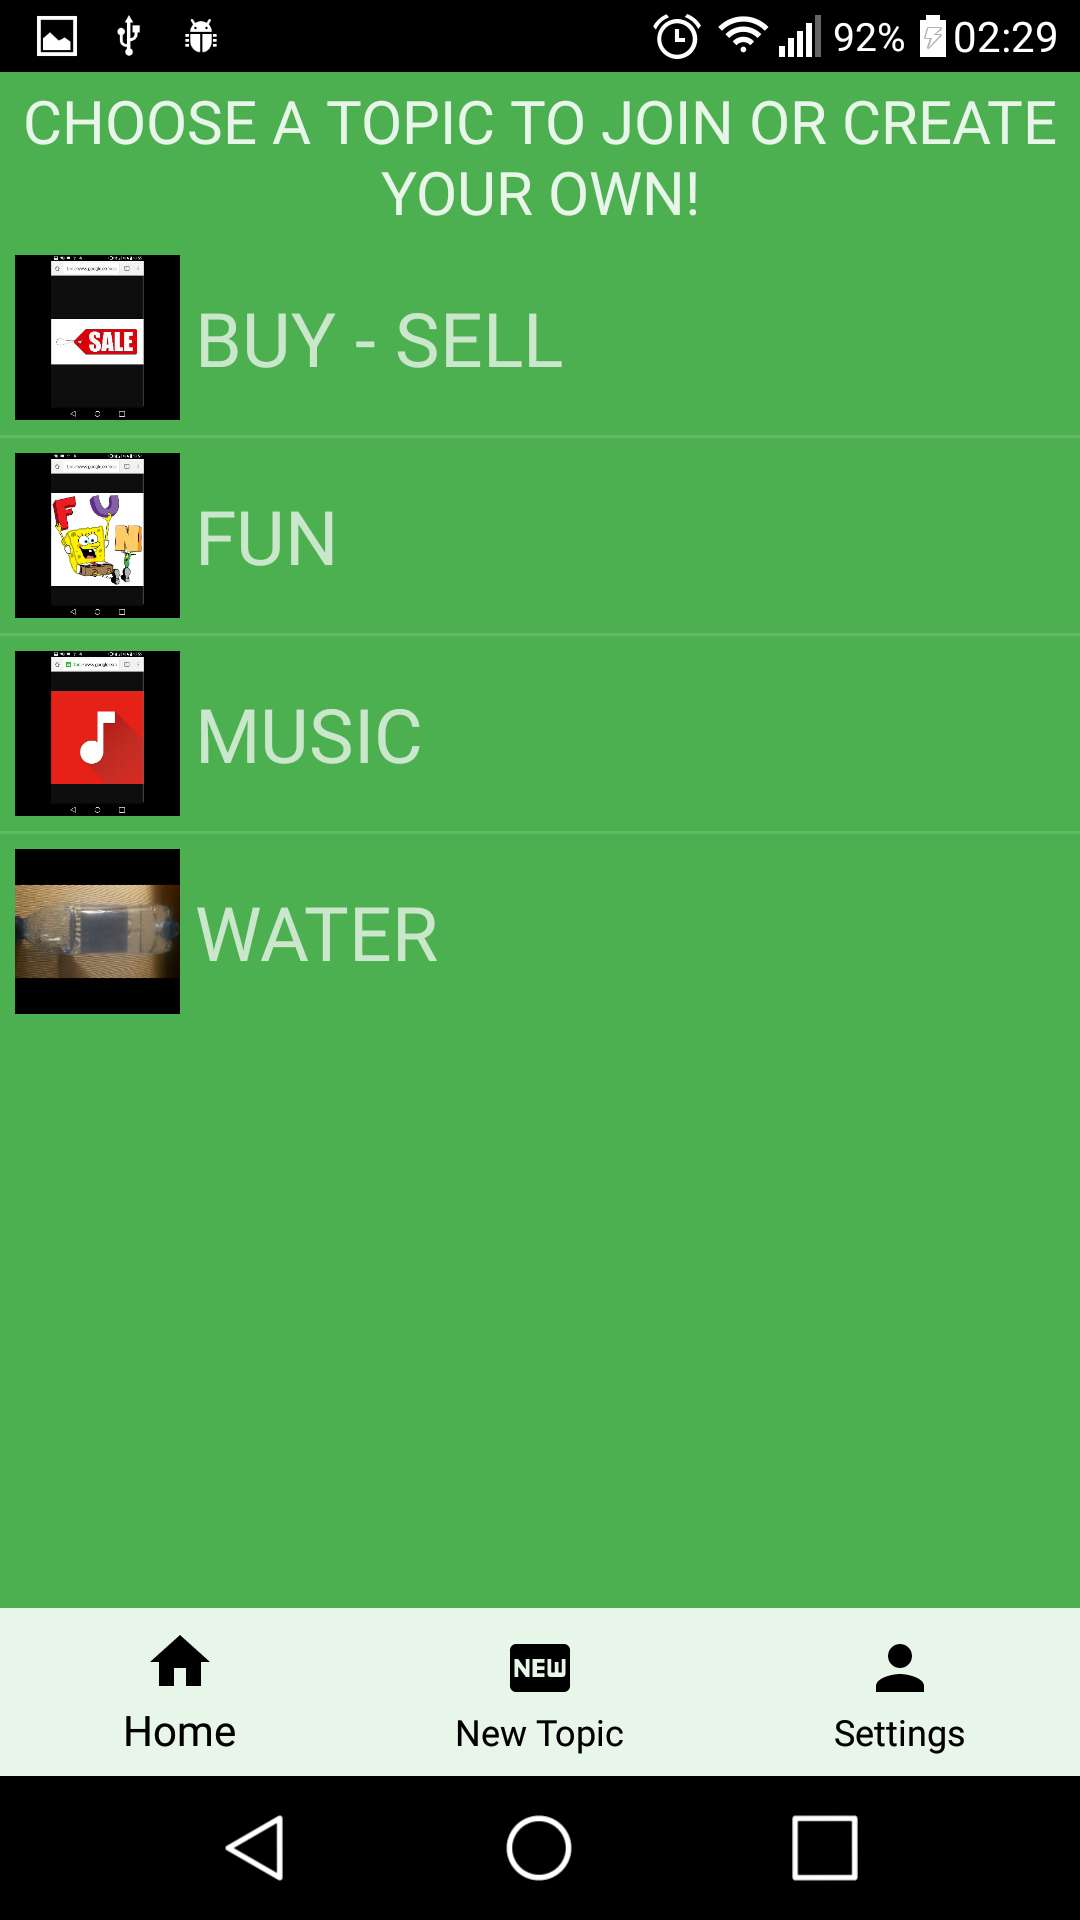 92% 02:29
CHOOSE A TOPIC TO JOIN OR CREATE
YOUR OWN!
SALE
BUY - SELL
FUN
FUN
MUSIC
WATER
NEW
Home
New Topic
Settings